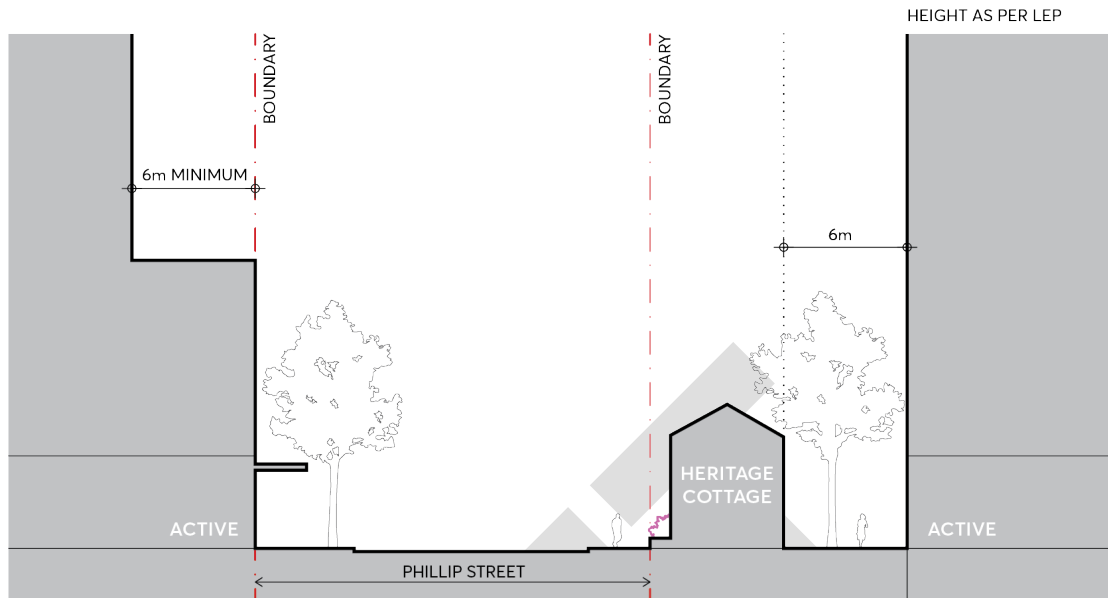 HEIGHT AS PER LEP
BOUNDARY
BOUNDARY
6m MINIMUM
6m
HERITAGE
COTTAGE
ACTIVE
ACTIVE
PHILLIP STREET